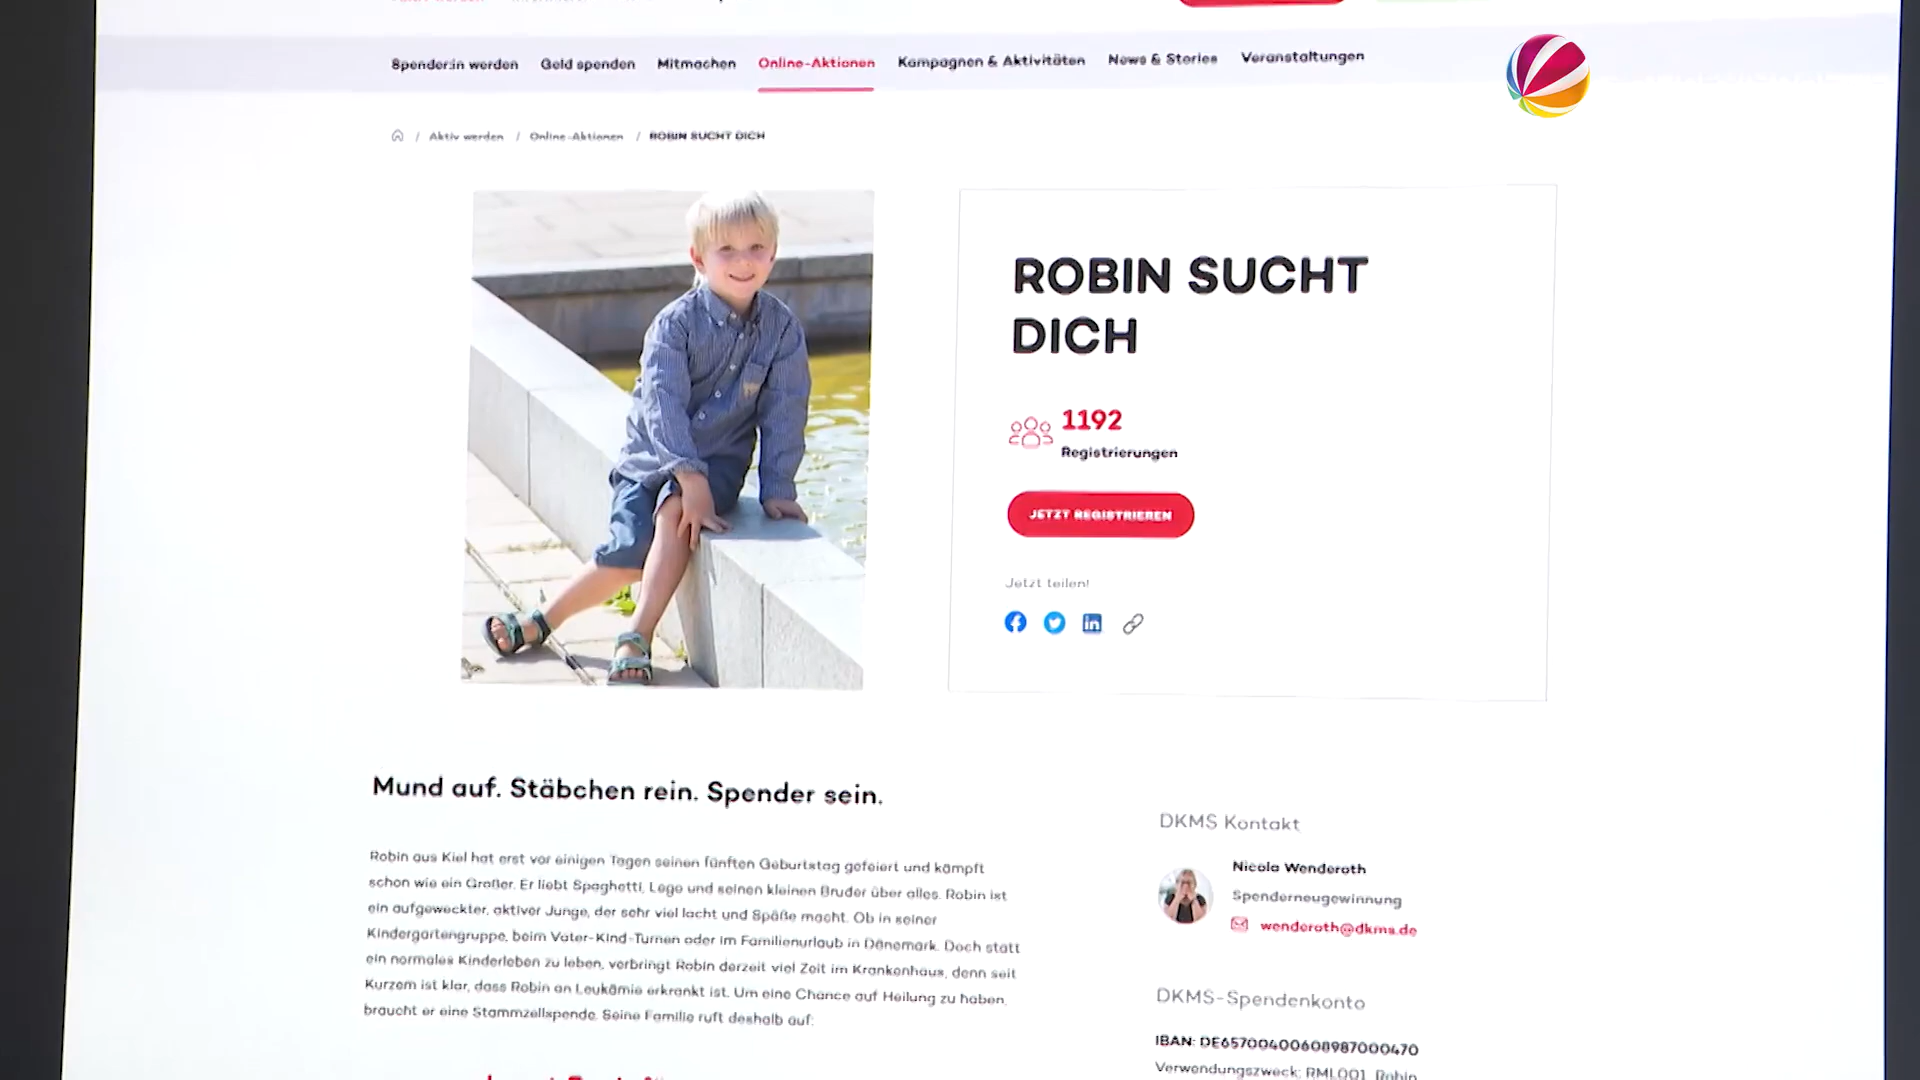 Spender:in werden Geld spenden Mitmachen Online-Aktionen Kampagnen & Aktivitäten News & Stories Veranstaltungen
/ Aktiv werden / Online-Aktionen / ROBIN SUCHT DICH
ROBIN SUCHT
DICH
1192
Registrierungen
JETZT REGISTRIEREN
Jetzt teilen!
Mund auf. Stäbchen rein. Spender sein.
Robin aus Kiel hat erst vor einigen Tagen seinen fünften Geburtstag gefeiert und kämpft
schon wie ein Großer. Er liebt Spaghetti, Lego und seinen kleinen Bruder über alles. Robin ist
ein aufgeweckter, aktiver Junge, der sehr viel lacht und Späße macht. Ob in seiner
Kindergartengruppe, beim Vater-Kind-Turnen oder im Familienurlaub in Dänemark. Doch statt
ein normales Kinderleben zu leben, verbringt Robin derzeit viel Zeit im Krankenhaus, denn seit
Kurzem ist klar, dass Robin an Leukämie erkrankt ist. Um eine Chance auf Heilung zu haben,
braucht er eine Stammzellspende. Seine Familie ruft deshalb auf:
DKMS Kontakt
Nicola Wenderoth
Spenderneugewinnung
wenderoth@dkms.de
DKMS-Spendenkonto
IBAN: DE65700400608987000470
Verwendungszweck: RML001, Robin